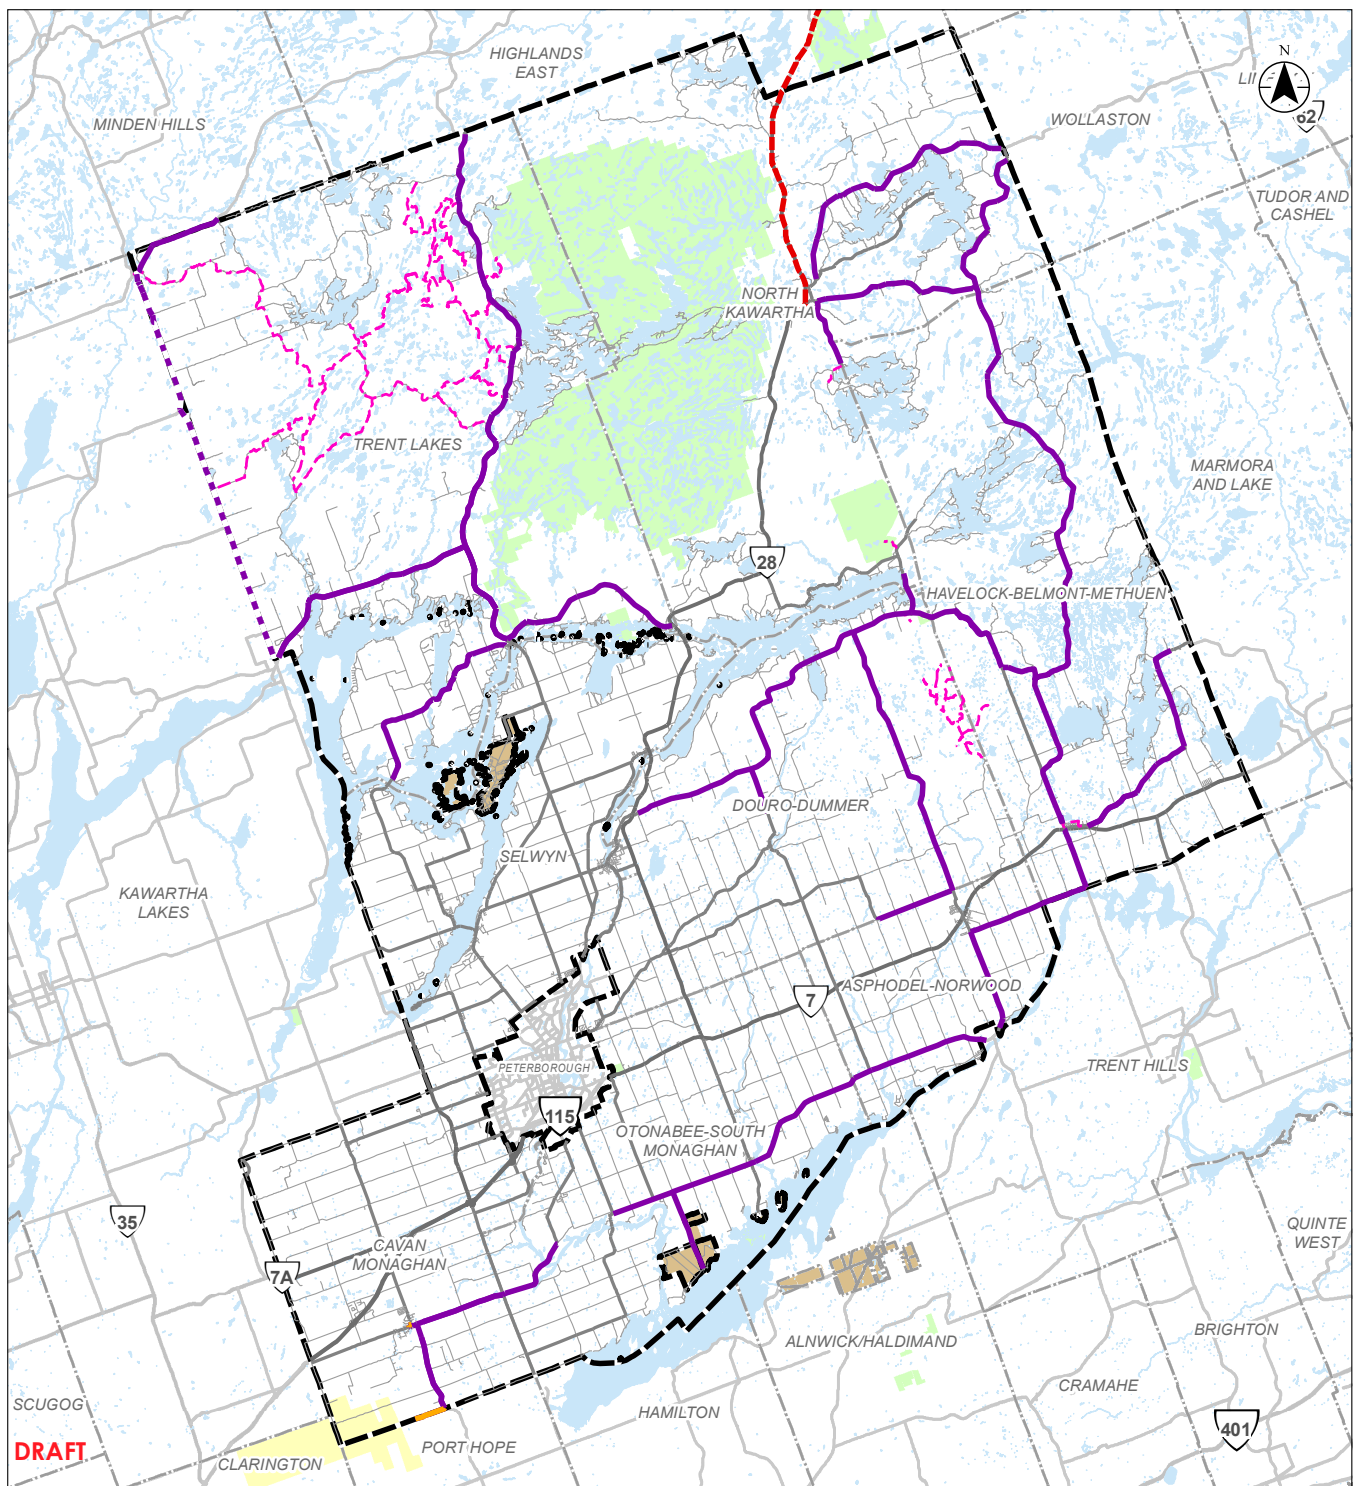 HIGHLANDS
EAST
N
LI
62
MINDEN HILLS
WOLLASTON
TUDOR AND
CASHEL
NORTH
KAWARTHA
TRENT LAKES
MARMORA
AND LAKE
28
HAVELOCK-BELMONT-METHUEN
DOURO-DUMMER
SELWYN
KAWARTHA
LAKES
7
ASPHODEL-NORWOOD
PETERBOROUGH
TRENT HILLS
115
OTONABEE-SOUTH
MONAGHAN
35
QUINTE
WEST
CAVAN
MONAGHAN
7A
ALNWICK/HALDIMAND
BRIGHTON
CRAMAHE
SCUGOG
HAMILTON
401
DRAFT
PORT HOPE
CLARINGTON